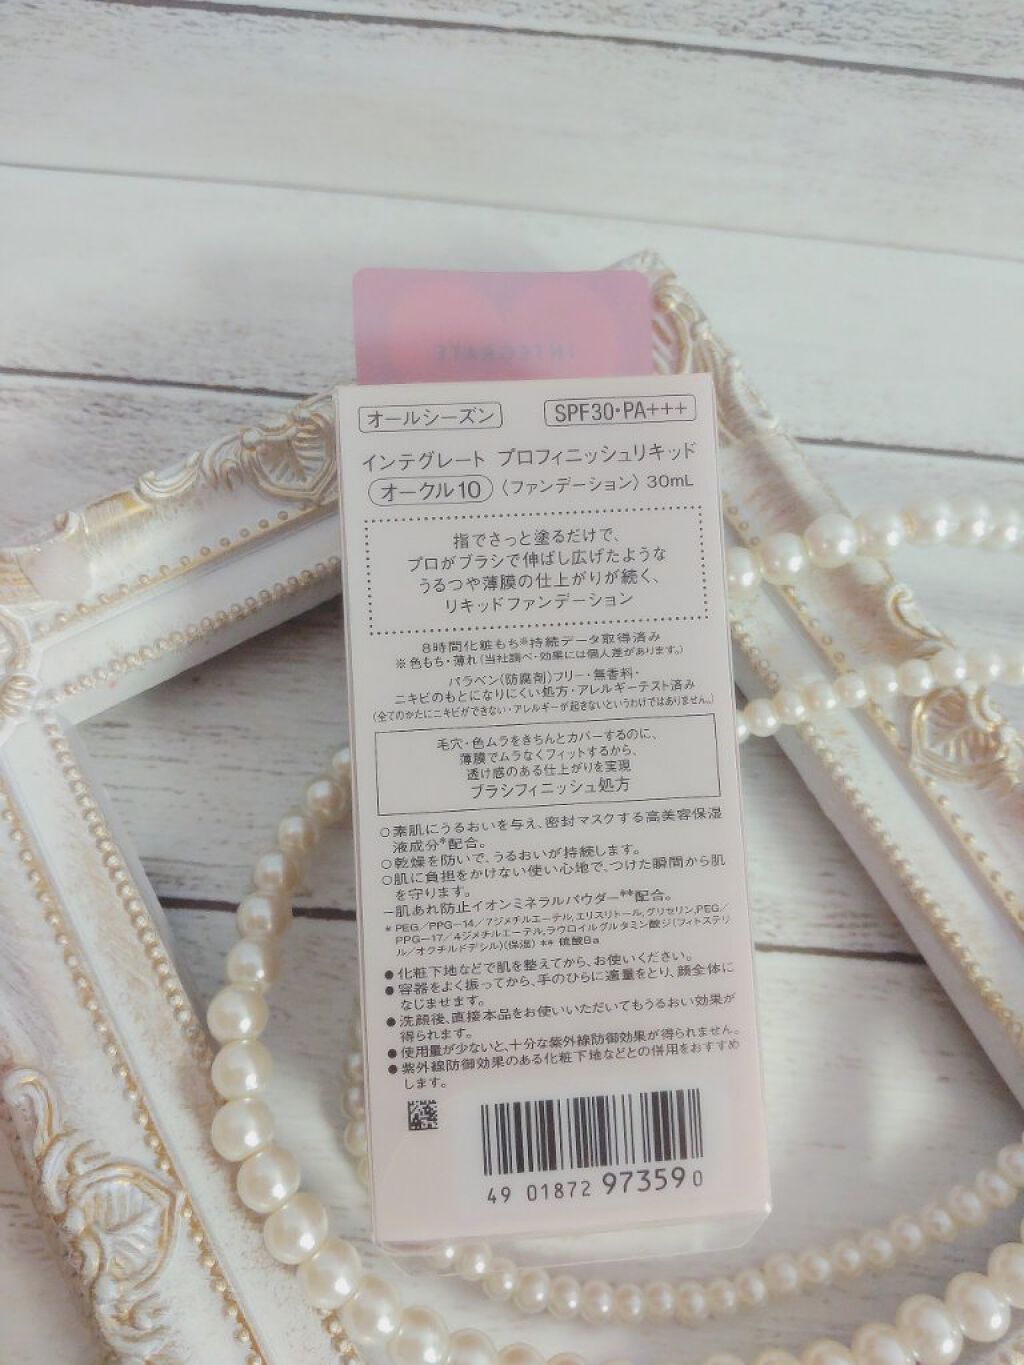 INTEGRATE
オールシーズン
SPF30・PA+++
インテグレート プロフィニッシュリキッド
オークル10 〈ファンデーション〉 30mL
指でさっと塗るだけで、
プロがブラシで伸ばし広げたような
うるつや薄膜の仕上がりが続く、
リキッドファンデーション
8時間化粧もち※持続データ取得済み
※色もち・薄れ(当社調べ・効果には個人差があります。)
パラベン(防腐剤)フリー・無香料・
ニキビのもとになりにくい処方・アレルギーテスト済み
(全てのかたにニキビができない・アレルギーが起きないというわけではありません。)
毛穴・色ムラをきちんとカバーするのに、
薄膜でムラなくフィットするから、
透け感のある仕上がりを実現
ブラシフィニッシュ処方
○素肌にうるおいを与え、密封マスクする高美容保湿
液成分*配合。
○乾燥を防いで、うるおいが持続します。
○肌に負担をかけない使い心地で、つけた瞬間から肌
を守ります。
－肌あれ防止イオンミネラルパウダー**配合。
* PEG/PPG-14/7ジメチルエーテル,エリスリトール,グリセリン,PEG/
PPG-17/4ジメチルエーテル,ラウロイルグルタミン酸ジ(フィトステリ
ル/オクチルドデシル)(保湿) ** 硫酸Ba
●化粧下地などで肌を整えてから、お使いください。
●容器をよく振ってから、手のひらに適量をとり、顔全体に
なじませます。
●洗顔後、直接本品をお使いいただいてもうるおい効果が
得られます。
●使用量が少ないと、十分な紫外線防御効果が得られません。
●紫外線防御効果のある化粧下地などとの併用をおすすめ
します。
49 01872 97359 0